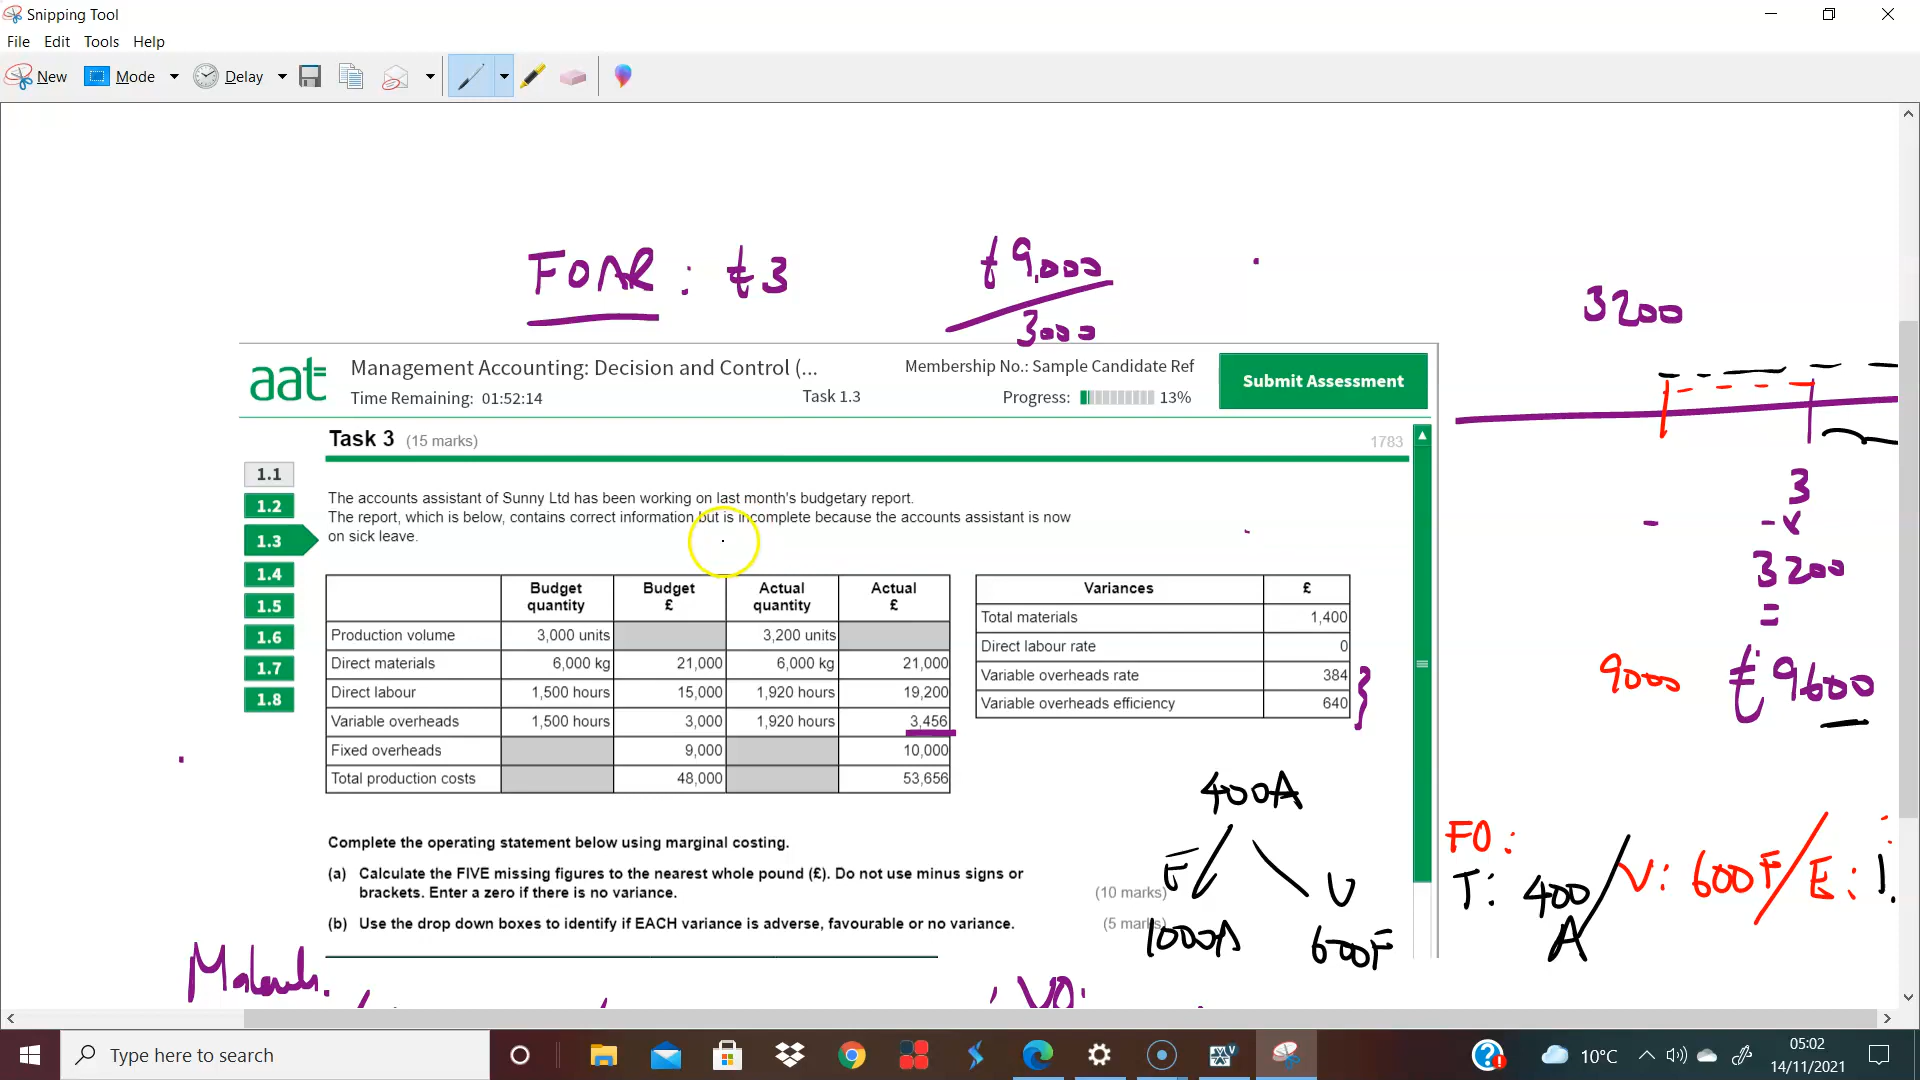 Snipping Tool
File Edit Tools Help
New Mode Delay
FOAR : £3
£9,000
3000
3200
aat
Management Accounting: Decision and Control (...
Membership No.: Sample Candidate Ref
Submit Assessment
Time Remaining: 01:52:14
Task 1.3
Progress: 13%
Task 3 (15 marks)
1783
1.1
1.2
1.3
1.4
1.5
1.6
1.7
1.8
The accounts assistant of Sunny Ltd has been working on last month's budgetary report.
The report, which is below, contains correct information but is incomplete because the accounts assistant is now
on sick leave.
Budget quantity Budget £ Actual quantity Actual £
Production volume 3,000 units 3,200 units
Direct materials 6,000 kg 21,000 6,000 kg 21,000
Direct labour 1,500 hours 15,000 1,920 hours 19,200
Variable overheads 1,500 hours 3,000 1,920 hours 3,456
Fixed overheads 9,000 10,000
Total production costs 48,000 53,656
Variances £
Total materials 1,400
Direct labour rate 0
Variable overheads rate 384
Variable overheads efficiency 640
3
x
3200
=
9000
£9600
400A
E V
1000A 600F
FO:
T: 400 A / V: 600F / E:
Complete the operating statement below using marginal costing.
(a) Calculate the FIVE missing figures to the nearest whole pound (£). Do not use minus signs or
brackets. Enter a zero if there is no variance. (10 marks)
(b) Use the drop down boxes to identify if EACH variance is adverse, favourable or no variance. (5 marks)
Materials.
VO:
Type here to search
10°C
05:02
14/11/2021